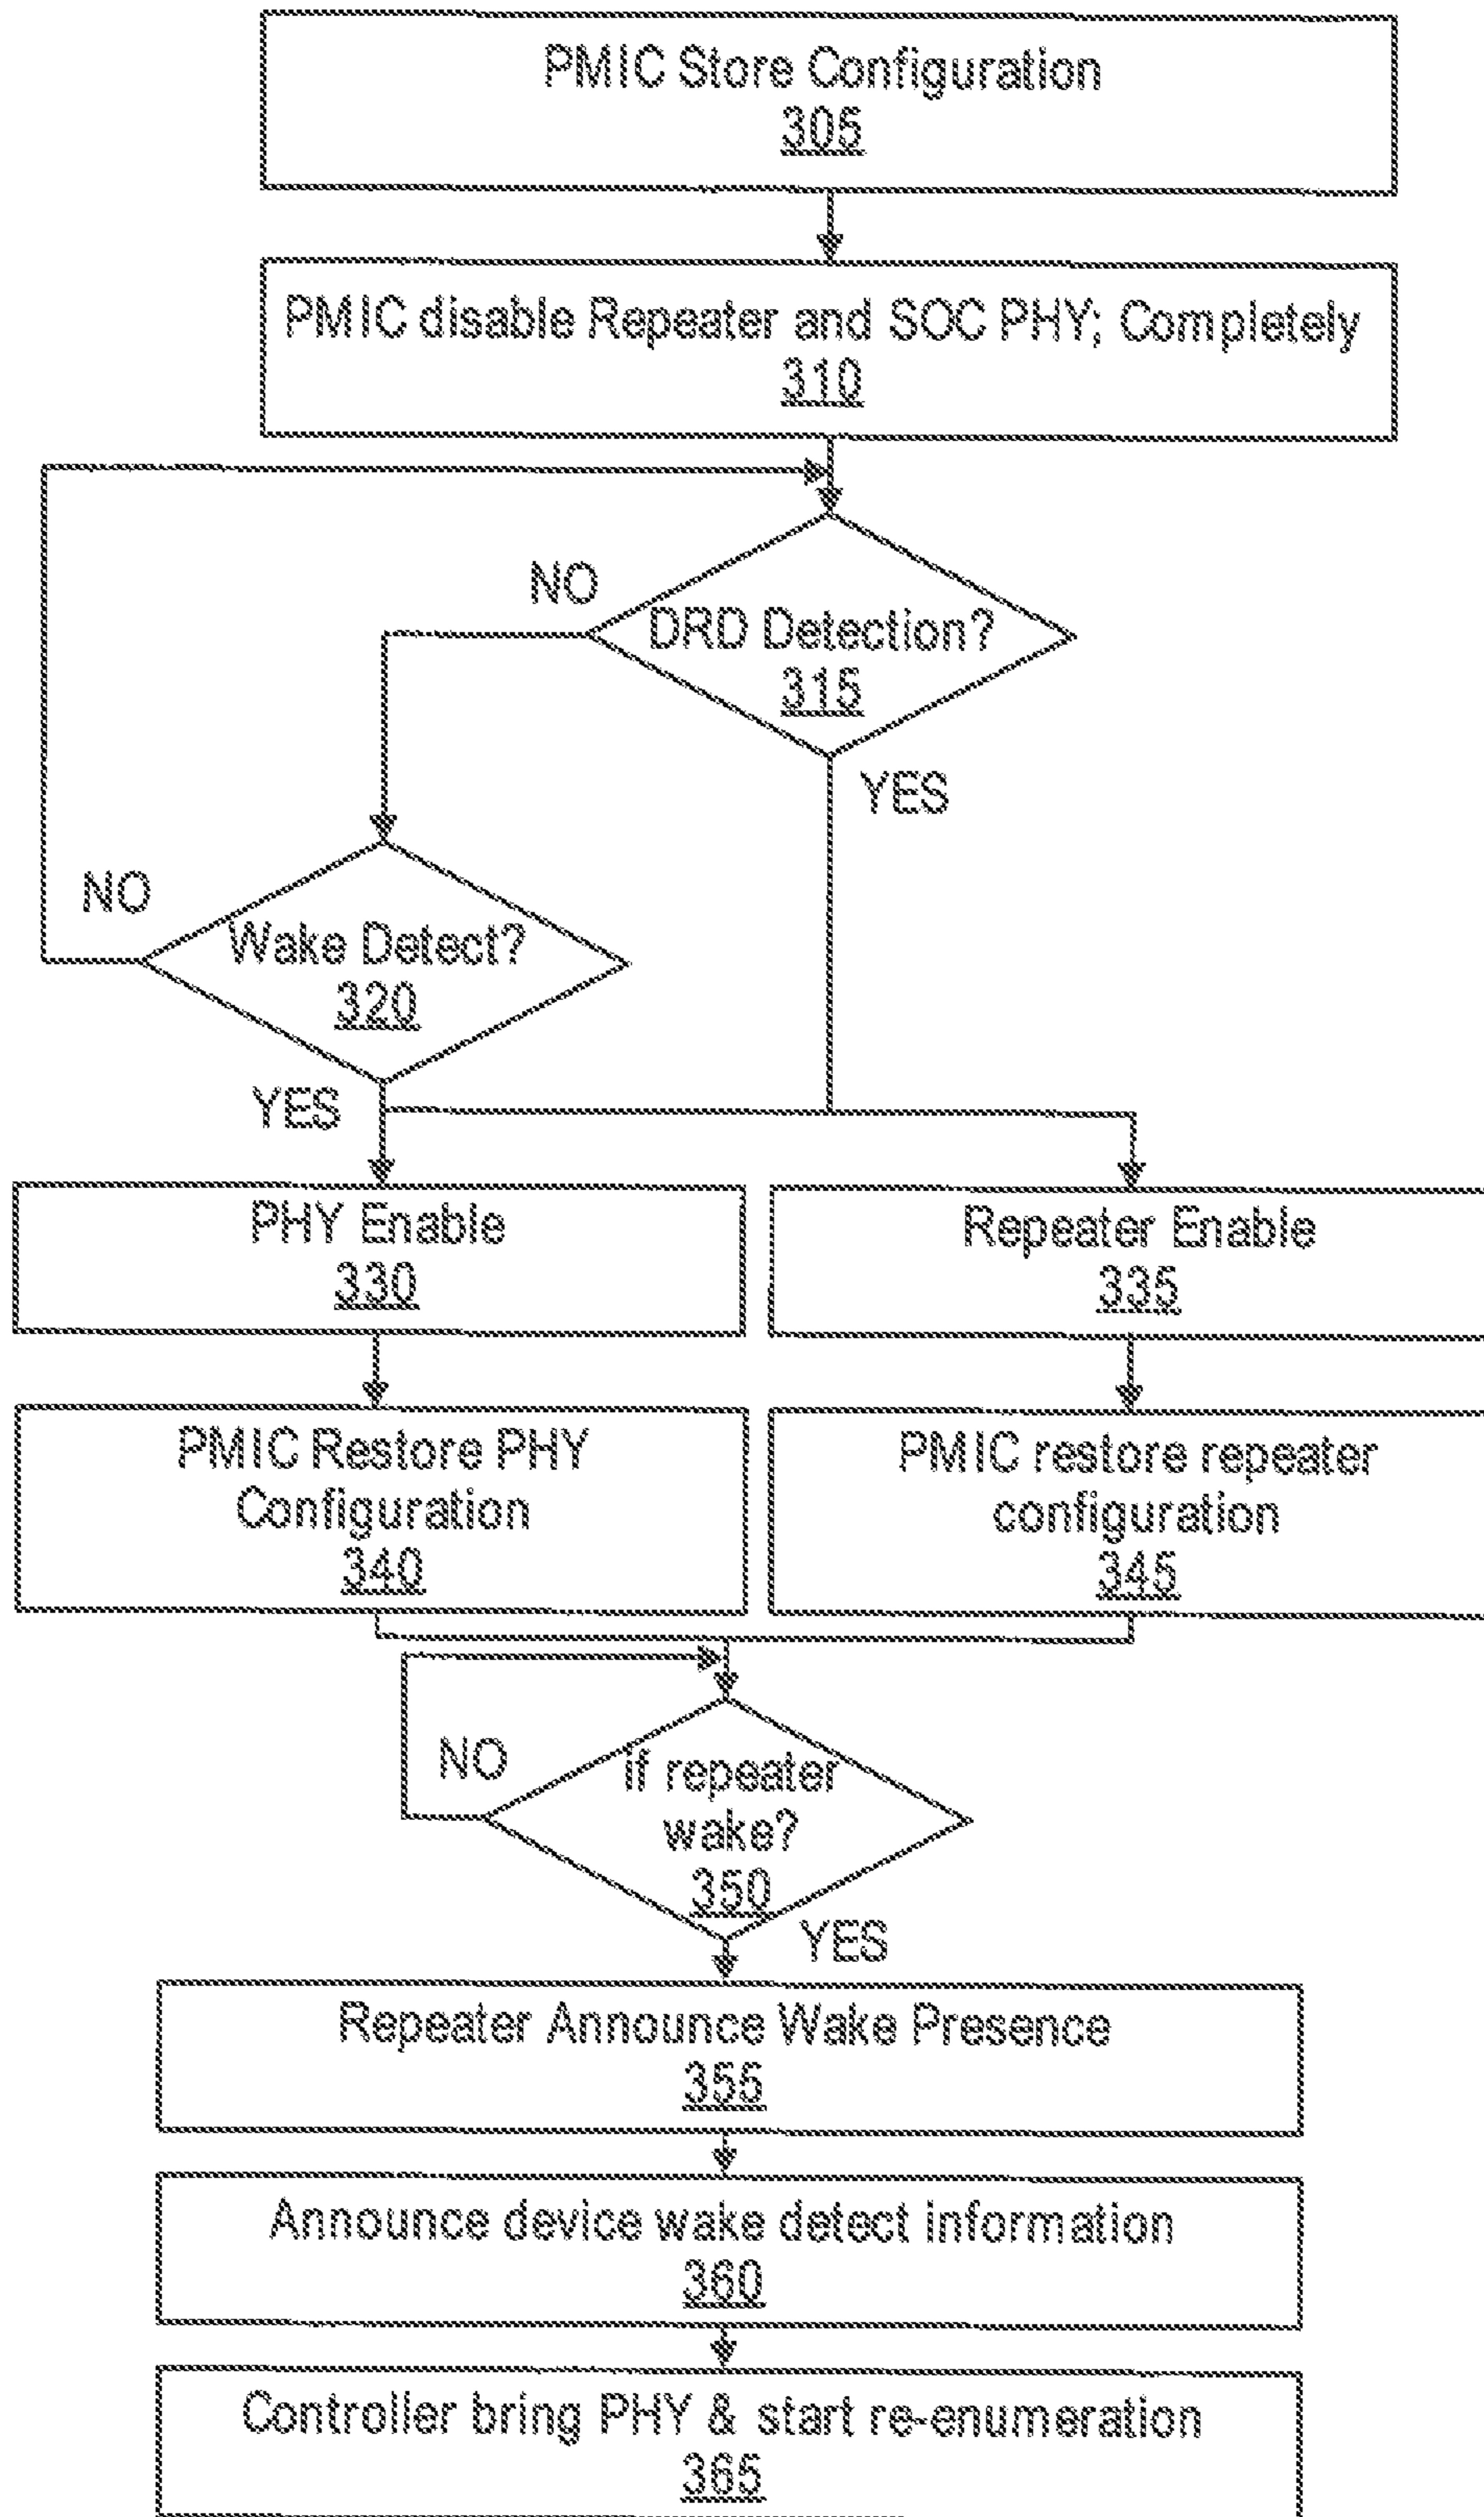 PMIC Store Configuration
305
PMIC disable Repeater and SOC PHY; Completely
310
NO
DRD Detection?
315
YES
NO
Wake Detect?
320
YES
PHY Enable
330
Repeater Enable
335
PMIC Restore PHY
Configuration
340
PMIC restore repeater
configuration
345
NO
if repeater
wake?
350
YES
Repeater Announce Wake Presence
355
Announce device wake detect information
360
Controller bring PHY & start re-enumeration
365